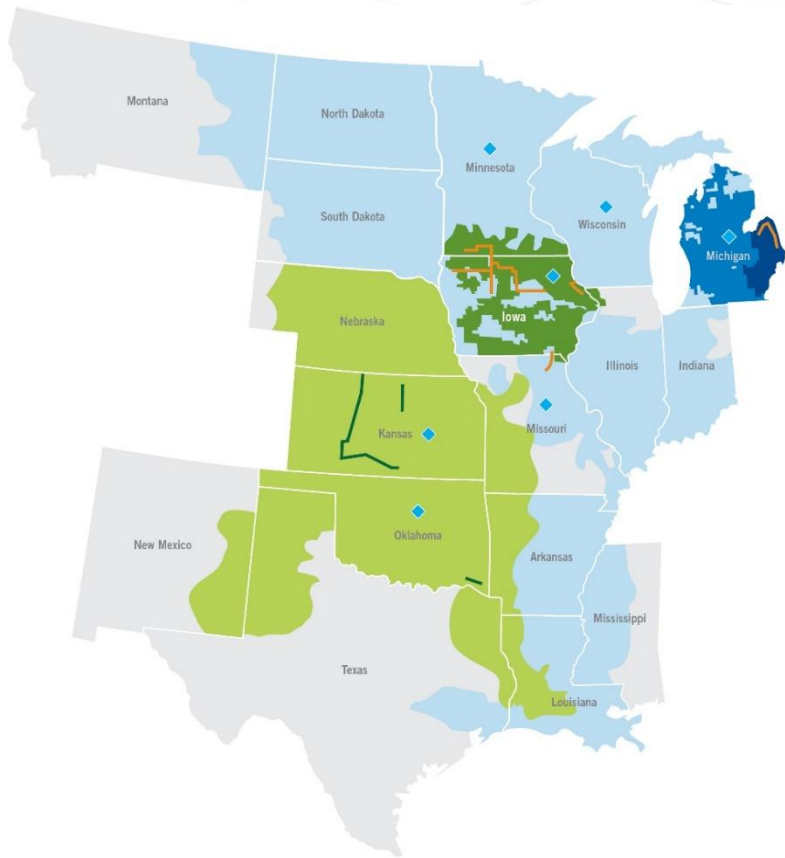 Montana
North Dakota
Minnesota
South Dakota
Wisconsin
Michigan
Nebraska
Iowa
Illinois
Indiana
Kansas
Missouri
New Mexico
Oklahoma
Arkansas
Mississippi
Texas
Louisiana